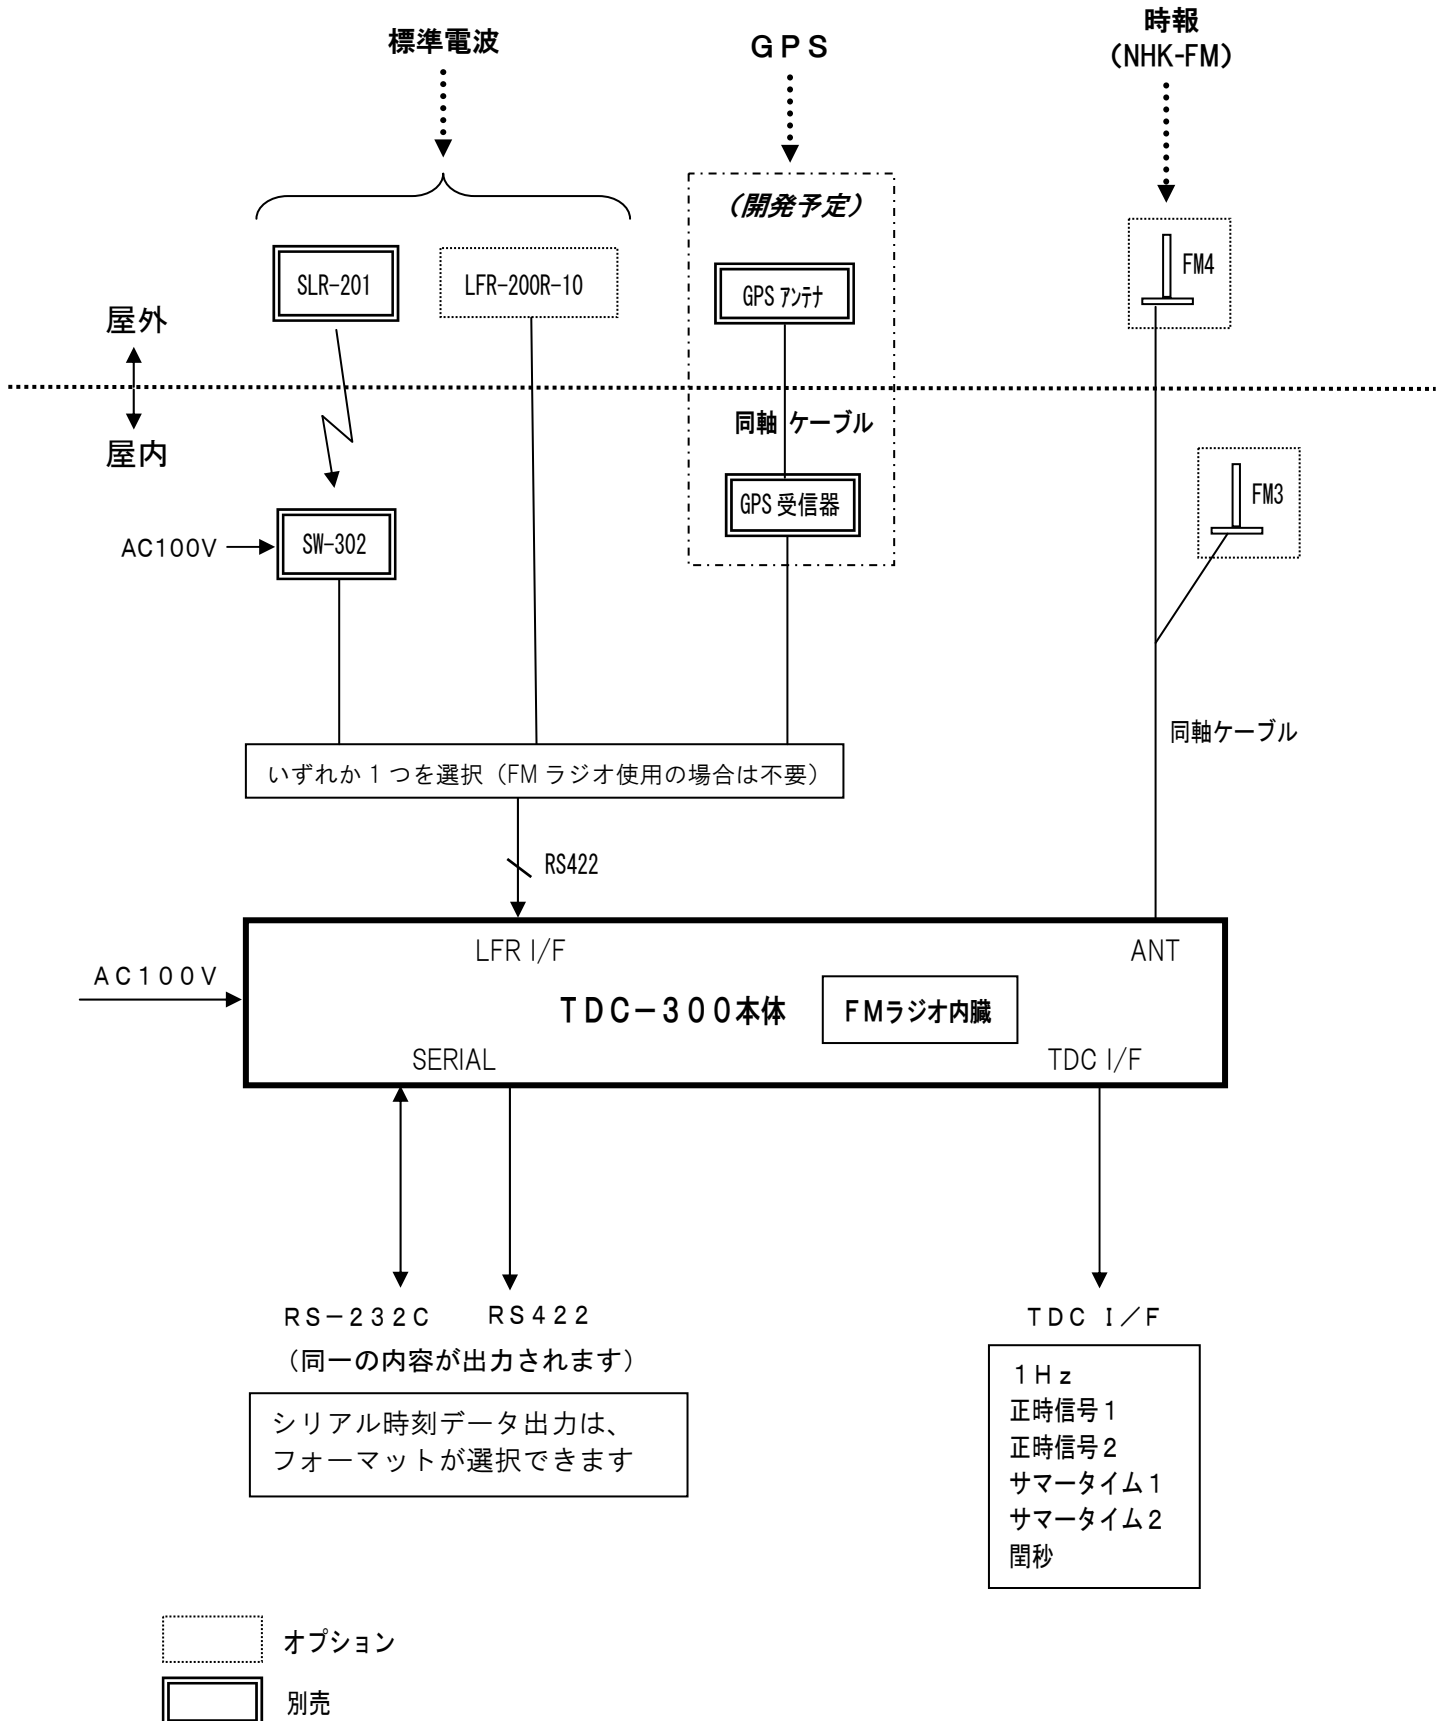 標準電波
GPS
時報
(NHK-FM)
(開発予定)
SLR-201
LFR-200R-10
GPS アンテナ
FM4
屋外
屋内
同軸 ケーブル
FM3
GPS 受信器
AC100V
SW-302
同軸ケーブル
いずれか1つを選択（FMラジオ使用の場合は不要）
RS422
LFR I/F
ANT
AC100V
TDC－300本体
FMラジオ内臓
SERIAL
TDC I/F
RS－232C
RS422
TDC I／F
（同一の内容が出力されます）
シリアル時刻データ出力は、
フォーマットが選択できます
1Hz
正時信号1
正時信号2
サマータイム1
サマータイム2
閏秒
オプション
別売